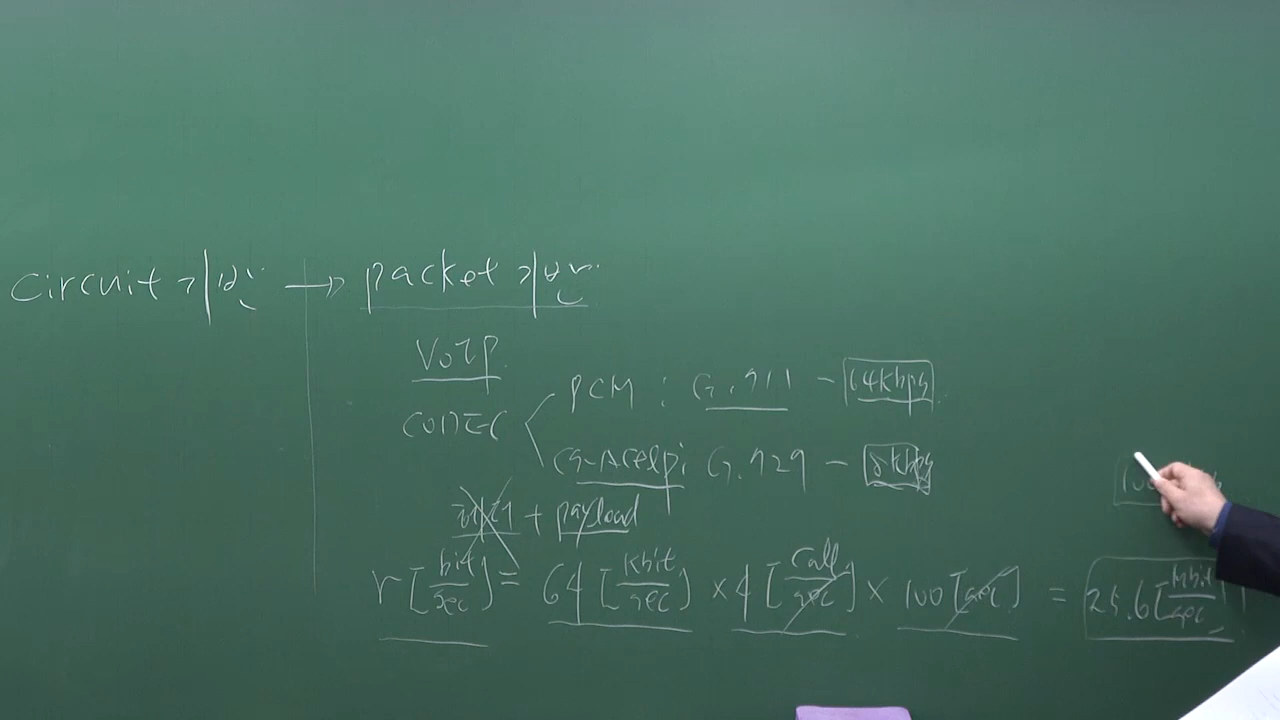 circuit 기반 → packet 기반
VoIP
CODEC
PCM : G.711 - 64kbps
CS-Acelp : G.729 - 8kbps
헤더 + payload
r [bit/sec] = 64 [kbit/sec] × 4 [call/sec] × 100 [sec] = 25.6 [Mbit/sec]